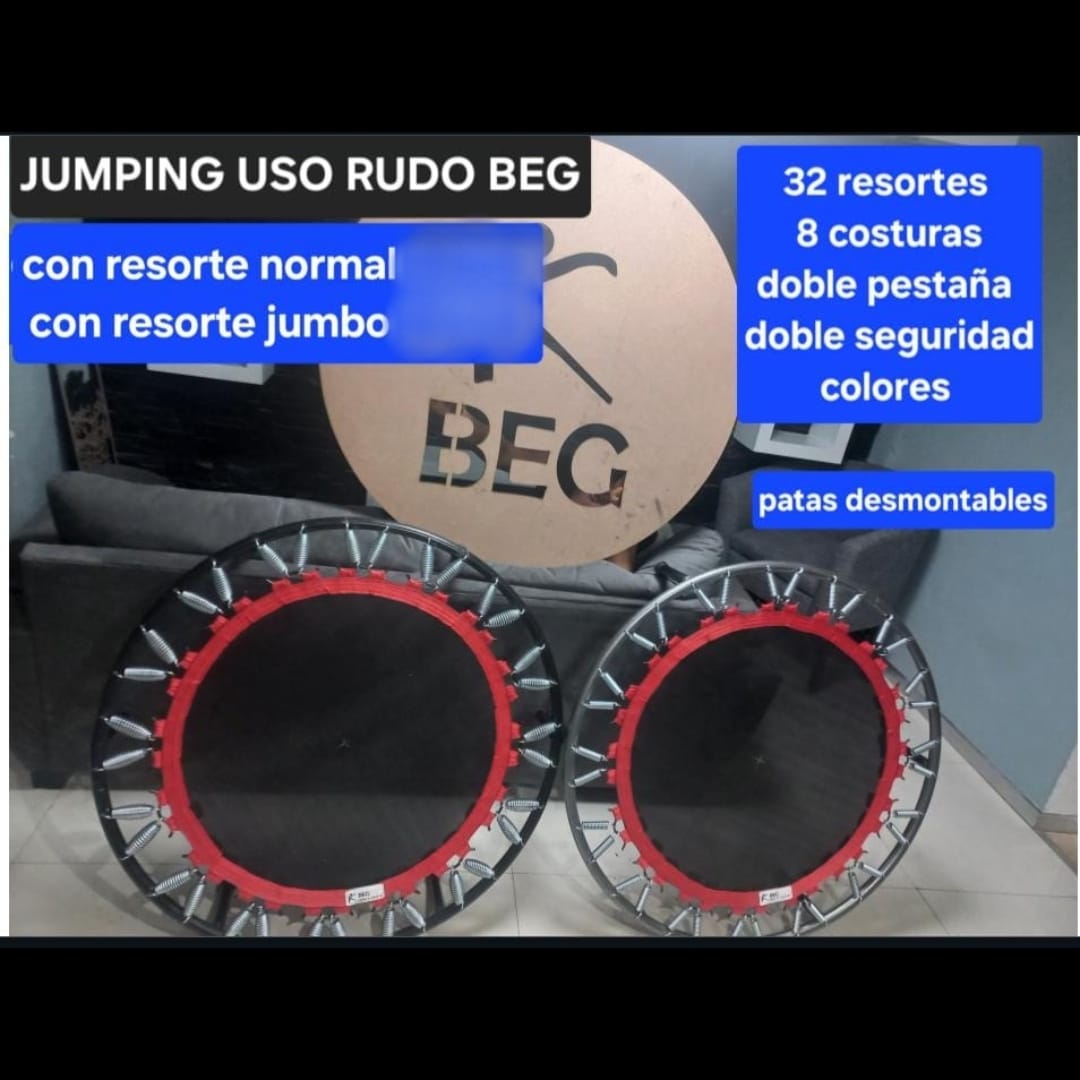 JUMPING USO RUDO BEG
con resorte normal
con resorte jumbo
32 resortes
8 costuras
doble pestaña
doble seguridad
colores
patas desmontables
BEG